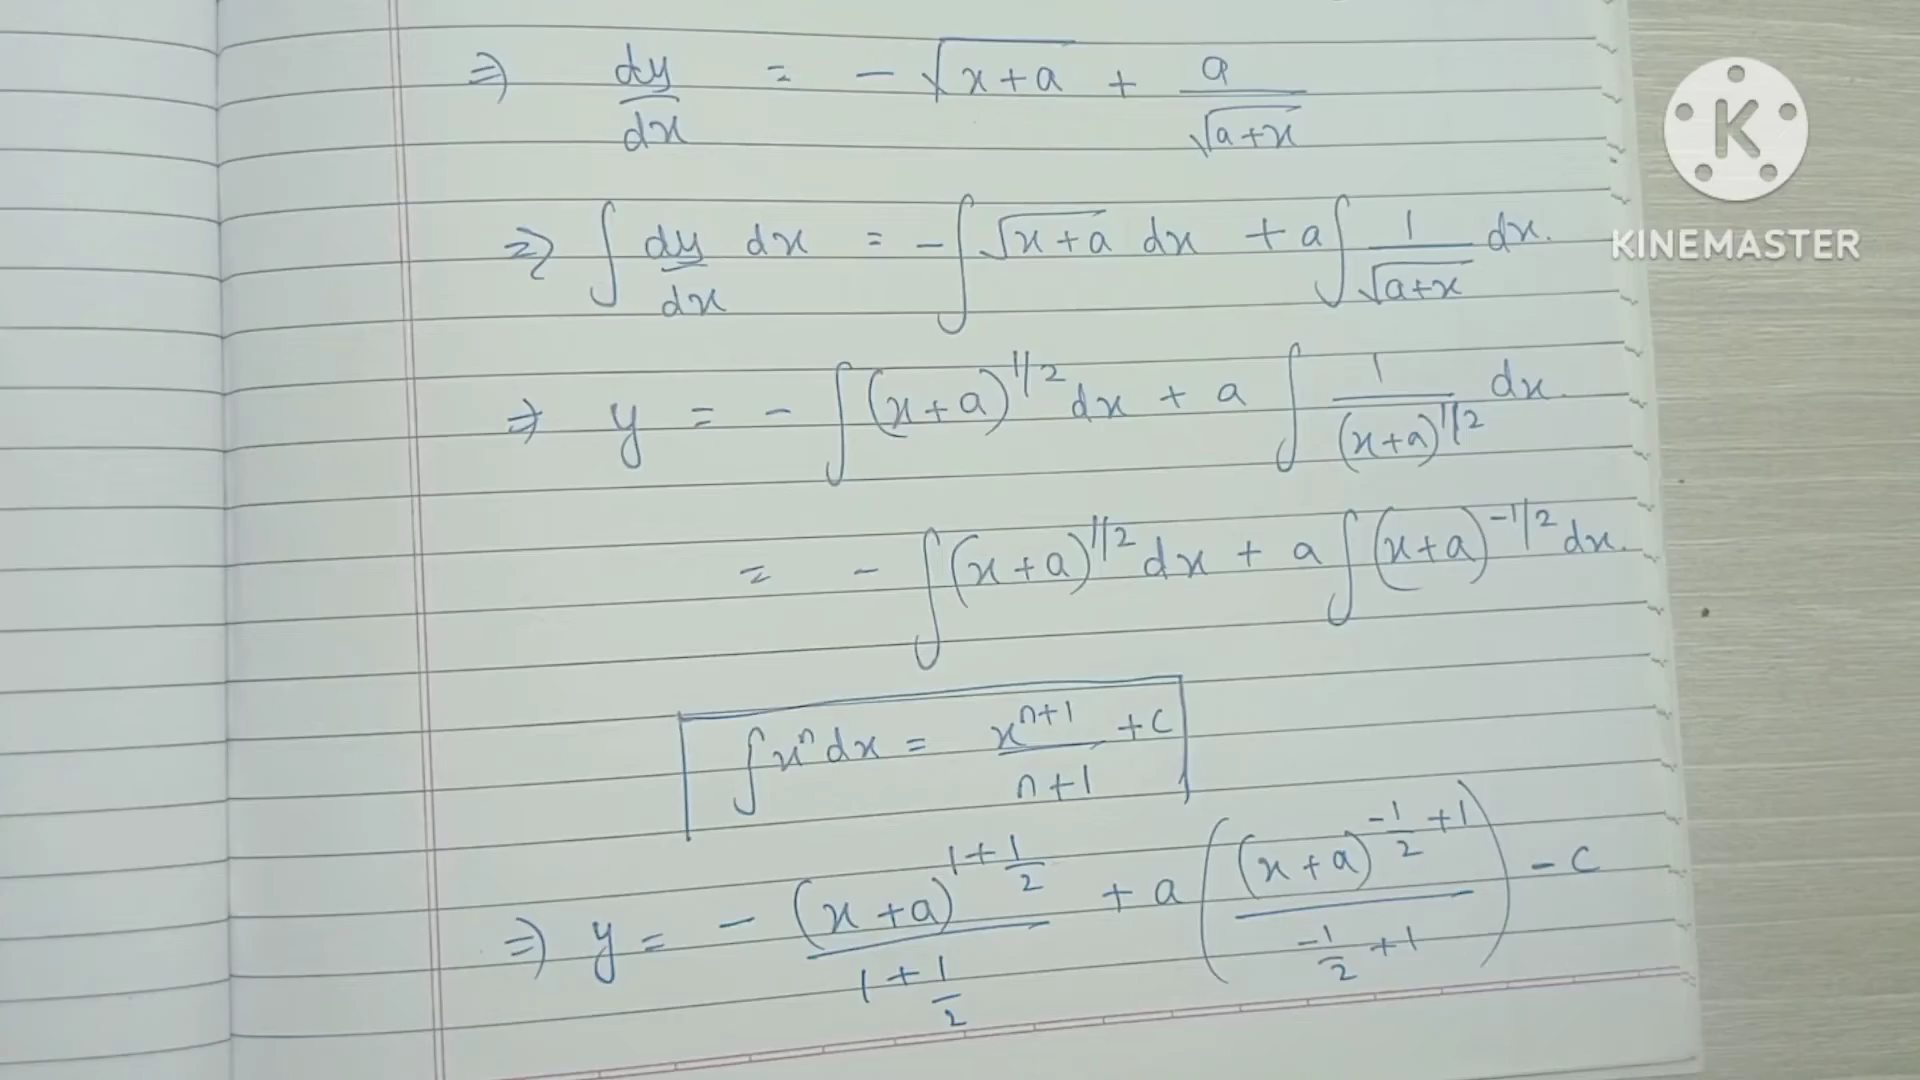 ⇒ dy/dx = - √x+a + a/√a+x
⇒ ∫ dy/dx dx = - ∫ √x+a dx + a ∫ 1/√a+x dx.
⇒ y = - ∫ (x+a)^1/2 dx + a ∫ 1/(x+a)^1/2 dx.
= - ∫ (x+a)^1/2 dx + a ∫ (x+a)^-1/2 dx.
∫ x^n dx = x^n+1/n+1 + c
⇒ y = - (x+a)^1+1/2 / 1+1/2 + a ( (x+a)^-1/2+1 / -1/2+1 ) - c
K
KINEMASTER